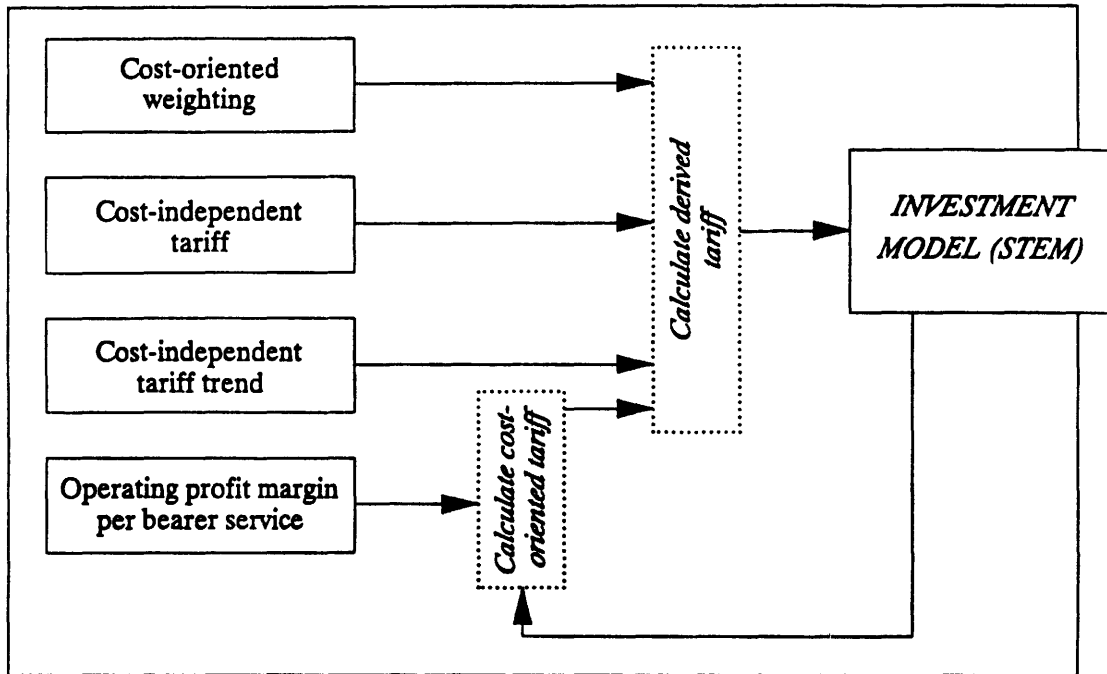 Cost-oriented
weighting
Cost-independent
tariff
Cost-independent
tariff trend
Operating profit margin
per bearer service
Calculate cost-
oriented tariff
Calculate derived
tariff
INVESTMENT
MODEL (STEM)